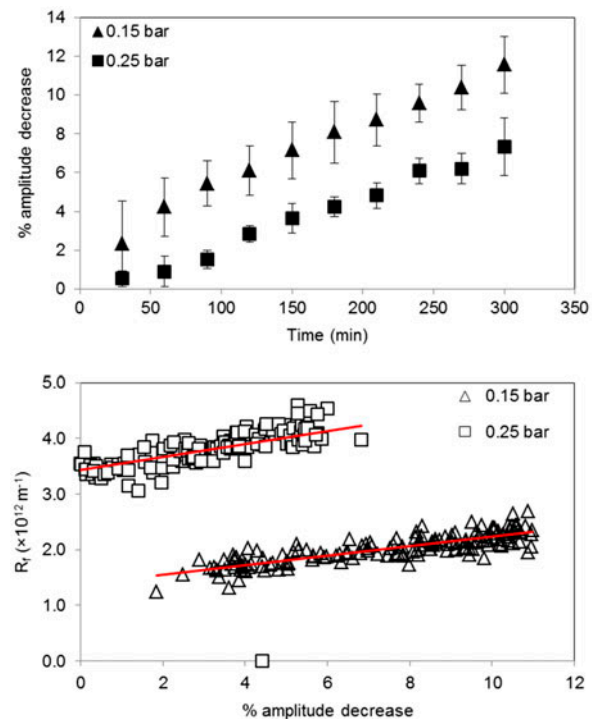 14
12
10
8
6
4
2
0
% amplitude decrease
▲ 0.15 bar
■ 0.25 bar
0 50 100 150 200 250 300 350
Time (min)
5.0
4.0
3.0
2.0
1.0
0.0
Rf (×10¹² m⁻¹)
△ 0.15 bar
□ 0.25 bar
0 2 4 6 8 10 12
% amplitude decrease